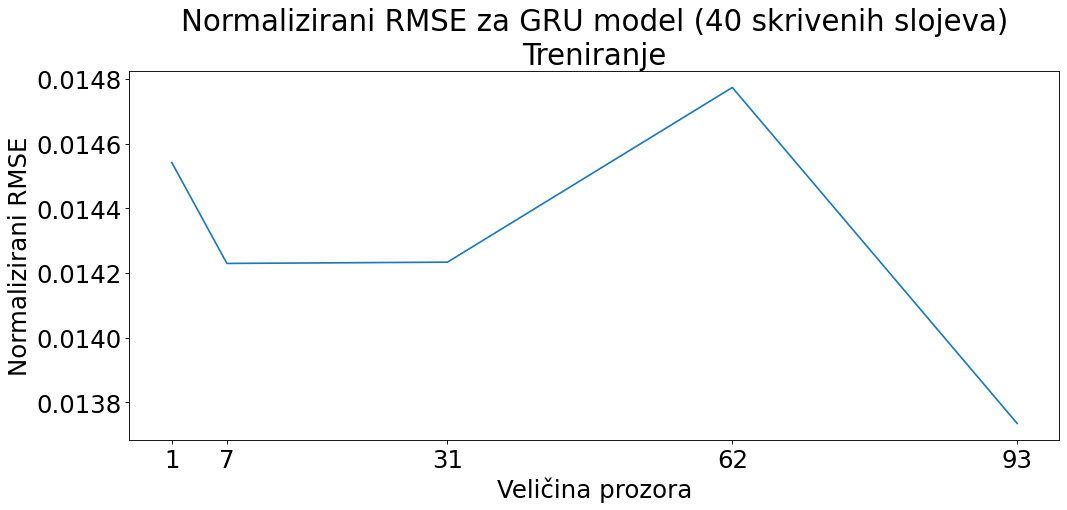 Normalizirani RMSE za GRU model (40 skrivenih slojeva)
Treniranje
Normalizirani RMSE
0.0148
0.0146
0.0144
0.0142
0.0140
0.0138
1 7 31 62 93
Veličina prozora